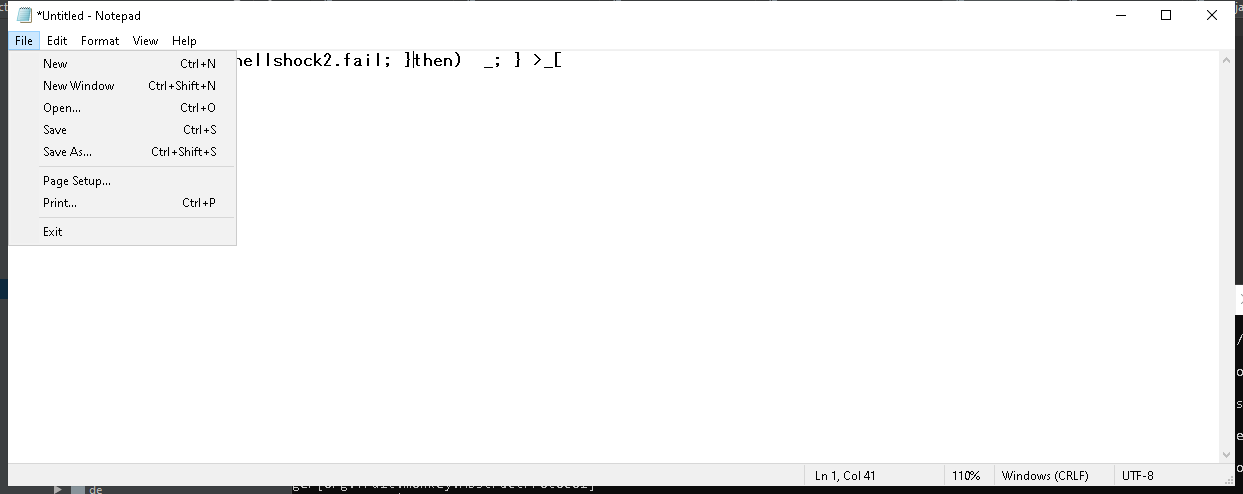 *Untitled - Notepad
File Edit Format View Help
hellshock2.fail; }then)  _; } >_[
New Ctrl+N
New Window Ctrl+Shift+N
Open... Ctrl+O
Save Ctrl+S
Save As... Ctrl+Shift+S
Page Setup... 
Print... Ctrl+P
Exit
Ln 1, Col 41 110% Windows (CRLF) UTF-8
de